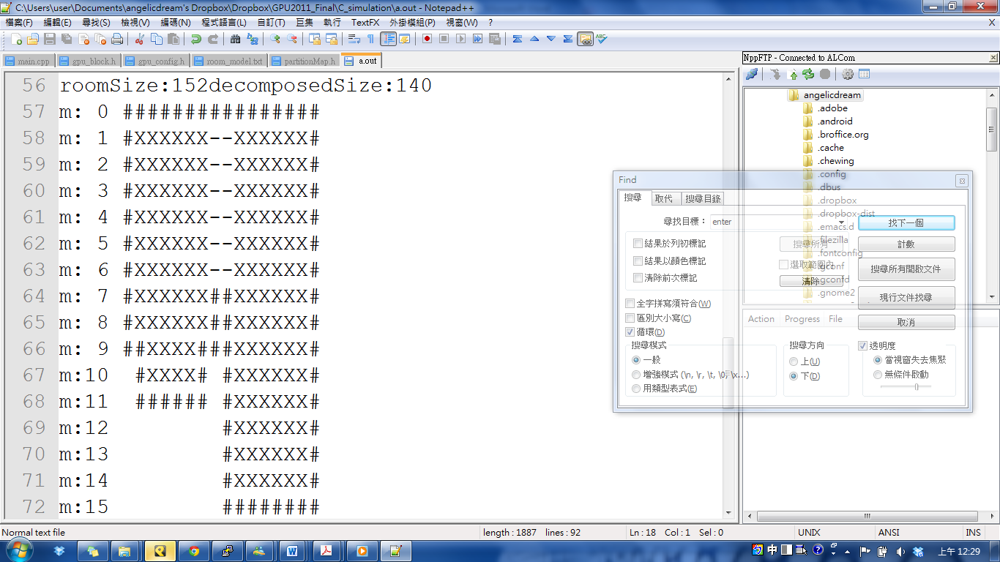 C:\Users\user\Documents\angelicdream's Dropbox\Dropbox\GPU2011_Final\C_simulation\a.out - Notepad++
檔案(F) 編輯(E) 尋找(S) 檢視(V) 編碼(N) 程式語言(L) 自訂(T) 巨集 執行 TextFX 外掛模組(P) 視窗(W) ? X
main.cpp gpu_block.h gpu_config.h room_model.txt partitionMap.h a.out
56 roomSize:152decomposedSize:140
57 m: 0 ################
58 m: 1 #XXXXXX--XXXXXX#
59 m: 2 #XXXXXX--XXXXXX#
60 m: 3 #XXXXXX--XXXXXX#
61 m: 4 #XXXXXX--XXXXXX#
62 m: 5 #XXXXXX--XXXXXX#
63 m: 6 #XXXXXX--XXXXXX#
64 m: 7 #XXXXXX##XXXXXX#
65 m: 8 #XXXXXX##XXXXXX#
66 m: 9 ##XXXX###XXXXXX#
67 m:10  #XXXX# #XXXXXX#
68 m:11  ###### #XXXXXX#
69 m:12         #XXXXXX#
70 m:13         #XXXXXX#
71 m:14         #XXXXXX#
72 m:15         ########
NppFTP - Connected to ALCom
angelicdream
.adobe
.android
.broffice.org
.cache
.chewing
.config
.dbus
.dropbox
.dropbox-dist
.emacs.d
.filezilla
.fontconfig
.gconf
.gconfd
.gnome2
Action Progress File
Find
搜尋 取代 搜尋目錄
尋找目標： enter 找下一個
結果於列初標記 搜尋所有 計數
結果以顏色標記 選取範圍內 搜尋所有開啟文件
清除前次標記 清除 現行文件找尋
全字拼寫須符合(W)
區別大小寫(C) 取消
循環(D)
搜尋模式 搜尋方向 透明度
一般 上(U) 當視窗失去焦聚
增強模式 (\n, \r, \t, \0, \x...) 下(D) 無條件啟動
用類型表式(E)
Normal text file length : 1887 lines : 92 Ln : 18 Col : 1 Sel : 0 UNIX ANSI INS
中 上午 12:29